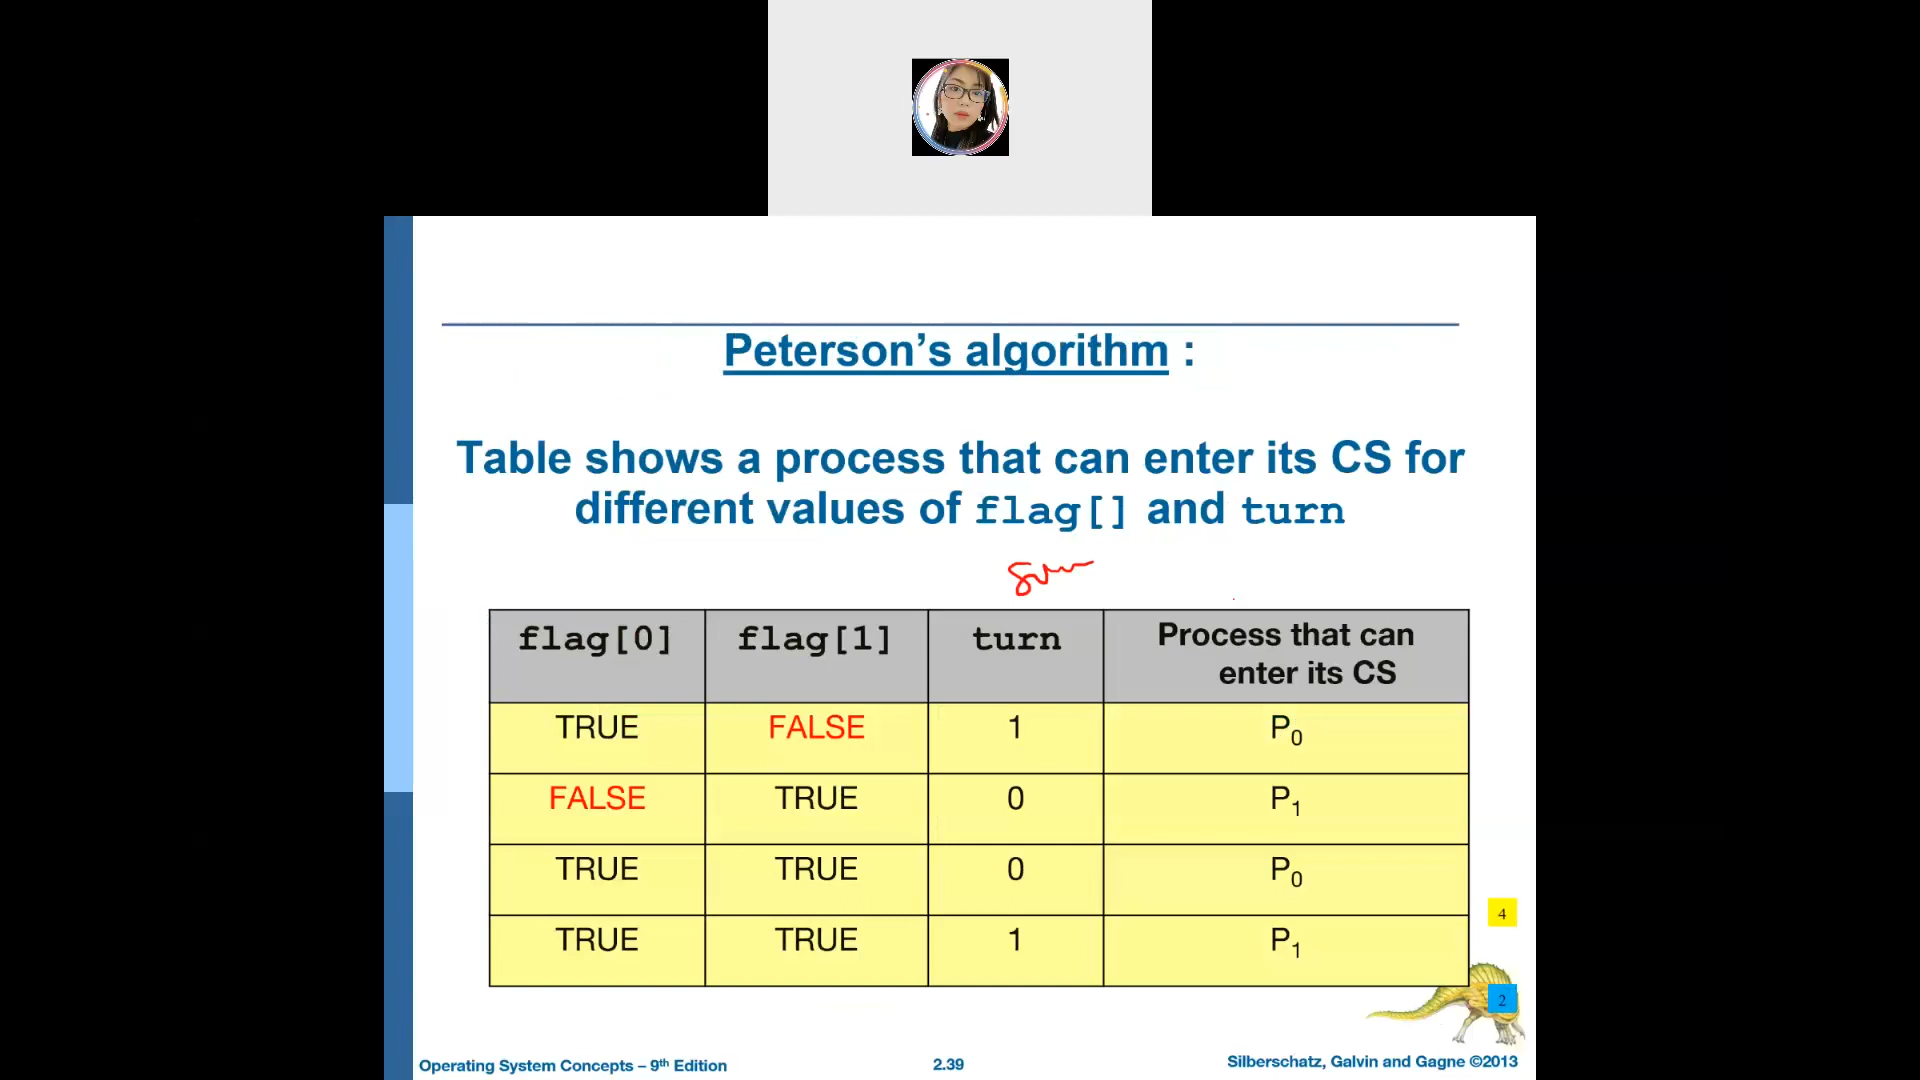 Peterson’s algorithm :
Table shows a process that can enter its CS for
different values of flag[] and turn
flag[0] flag[1] turn Process that can
enter its CS
TRUE FALSE 1 P0
FALSE TRUE 0 P1
TRUE TRUE 0 P0
TRUE TRUE 1 P1
4
2
Operating System Concepts – 9th Edition 2.39 Silberschatz, Galvin and Gagne ©2013